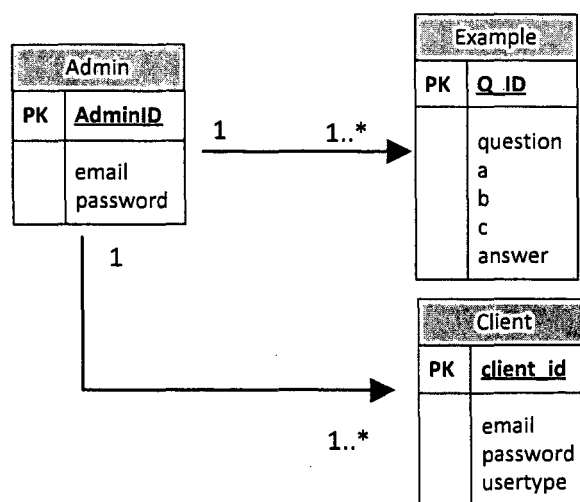 Admin
PK AdminID
email
password
1 1..*
Example
PK Q_ID
question
a
b
c
answer
1
1..*
Client
PK client_id
email
password
usertype